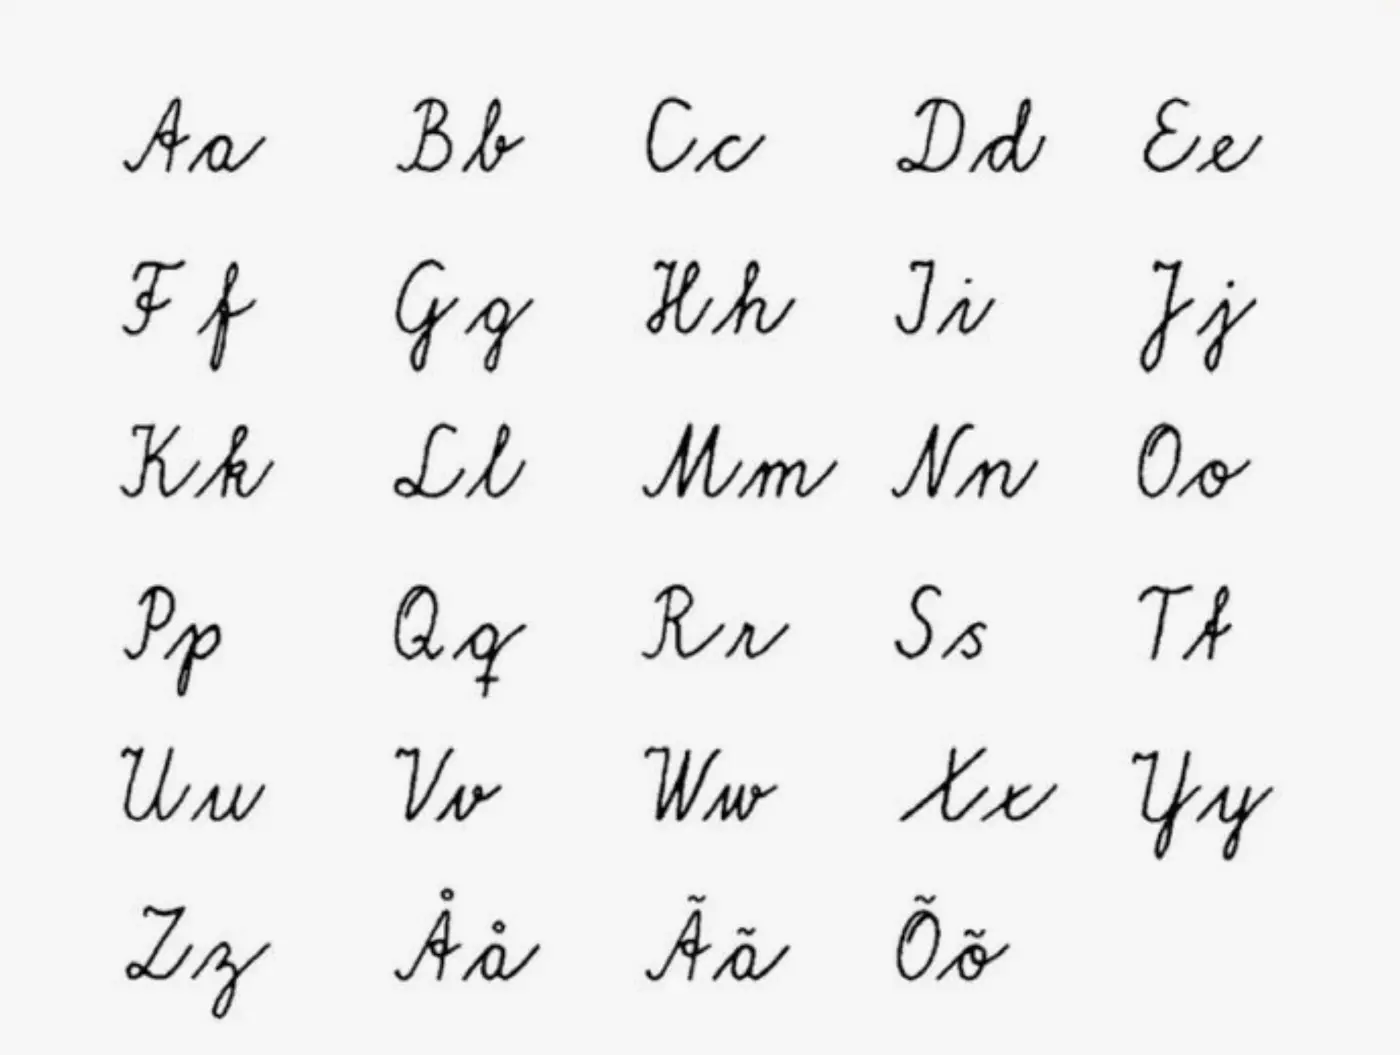 Aa Bb Cc Dd Ee
Ff Gg Hh Ii Jj
Kk Ll Mm Nn Oo
Pp Qq Rr Ss Tt
Uu Vv Ww Xx Yy
Zz Åå Ãã Õõ